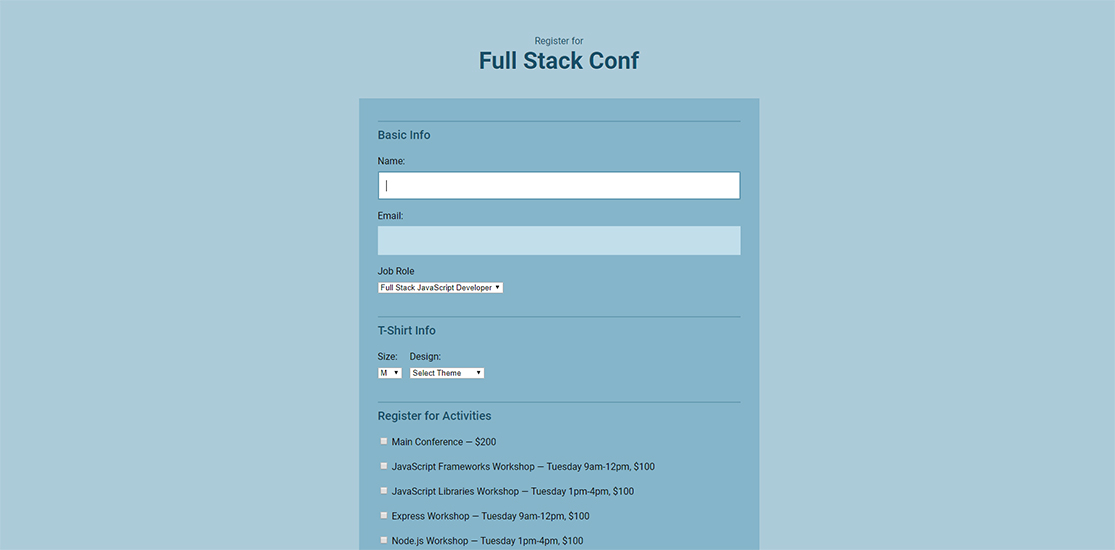 Register for
Full Stack Conf
Basic Info
Name:
Email:
Job Role
Full Stack JavaScript Developer
T-Shirt Info
Size: Design:
M Select Theme
Register for Activities
Main Conference — $200
JavaScript Frameworks Workshop — Tuesday 9am-12pm, $100
JavaScript Libraries Workshop — Tuesday 1pm-4pm, $100
Express Workshop — Tuesday 9am-12pm, $100
Node.js Workshop — Tuesday 1pm-4pm, $100